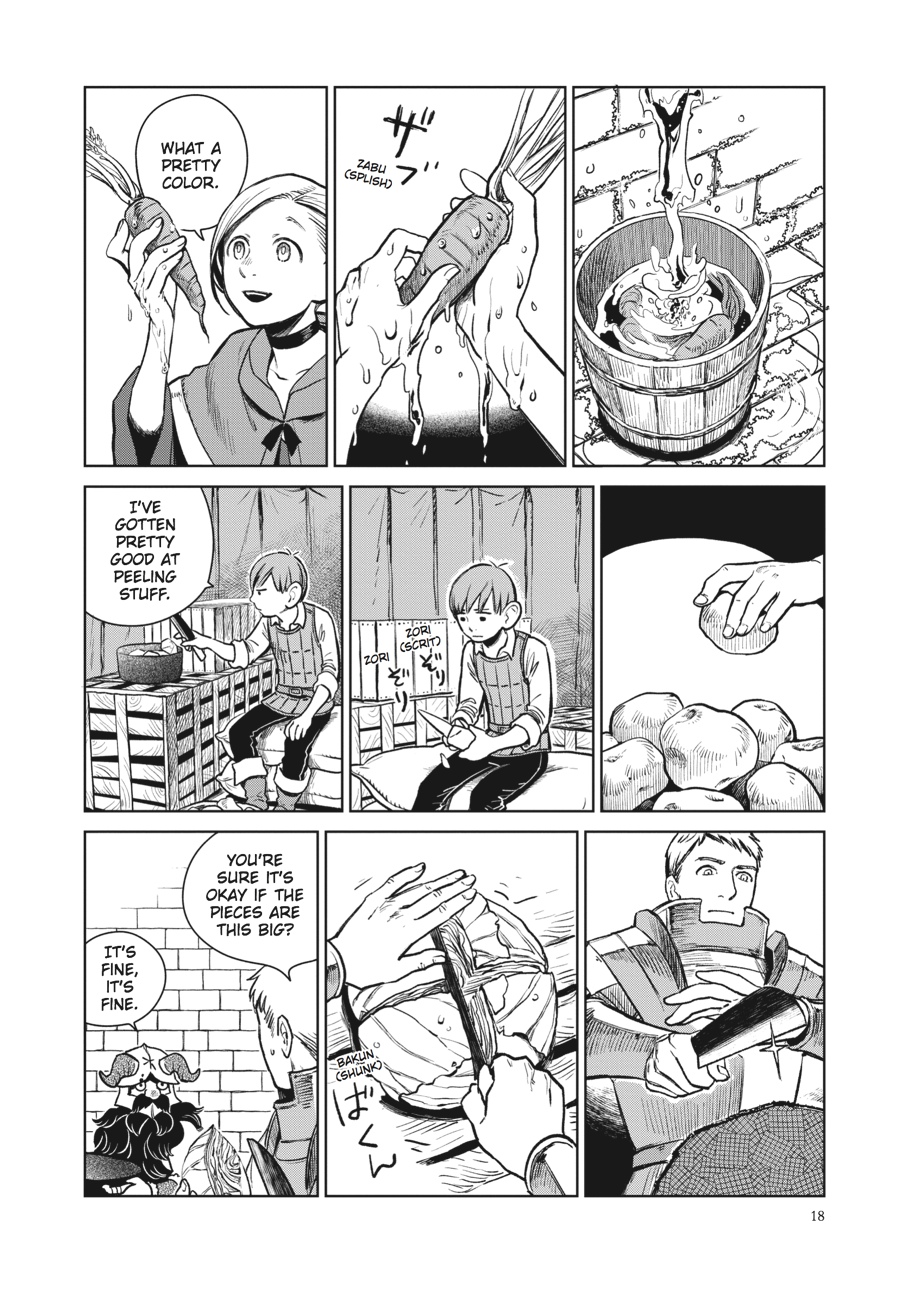 ザブ
ZABU
(SPLISH)
WHAT A
PRETTY
COLOR.
ZORI
(SCRIT)
ぞり
ZORI
ぞり
I'VE
GOTTEN
PRETTY
GOOD AT
PEELING
STUFF.
BAKUN
(SHUNK)
ばくん
YOU'RE
SURE IT'S
OKAY IF THE
PIECES ARE
THIS BIG?
IT'S
FINE,
IT'S
FINE.
18